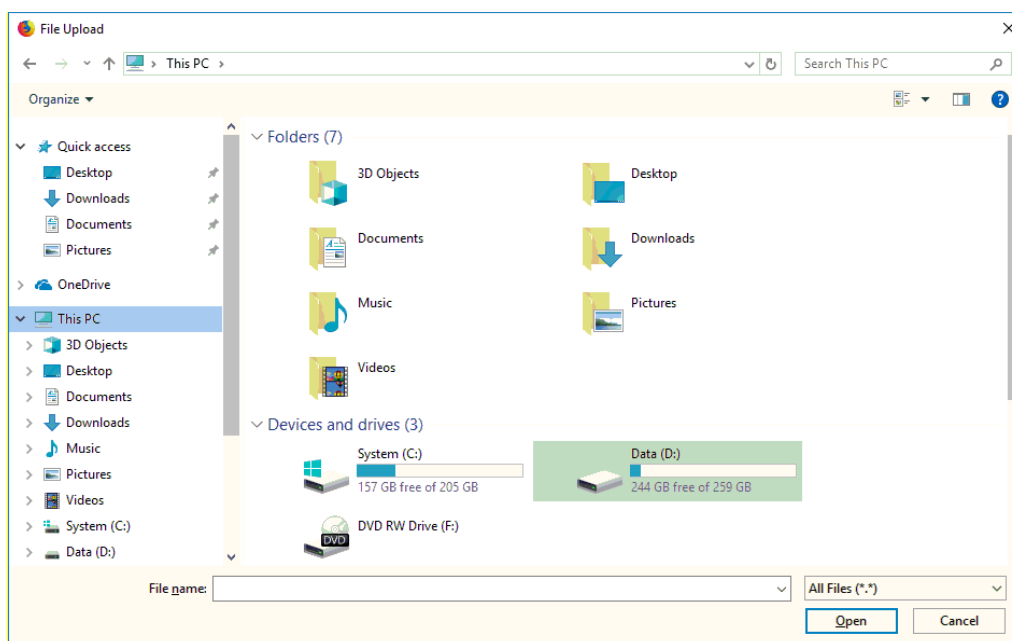 File Upload
This PC
Search This PC
Organize
Quick access
Desktop
Downloads
Documents
Pictures
OneDrive
This PC
3D Objects
Desktop
Documents
Downloads
Music
Pictures
Videos
System (C:)
Data (D:)
Folders (7)
3D Objects
Desktop
Documents
Downloads
Music
Pictures
Videos
Devices and drives (3)
System (C:)
157 GB free of 205 GB
Data (D:)
244 GB free of 259 GB
DVD RW Drive (F:)
DVD
File name:
All Files (*.*)
Open
Cancel